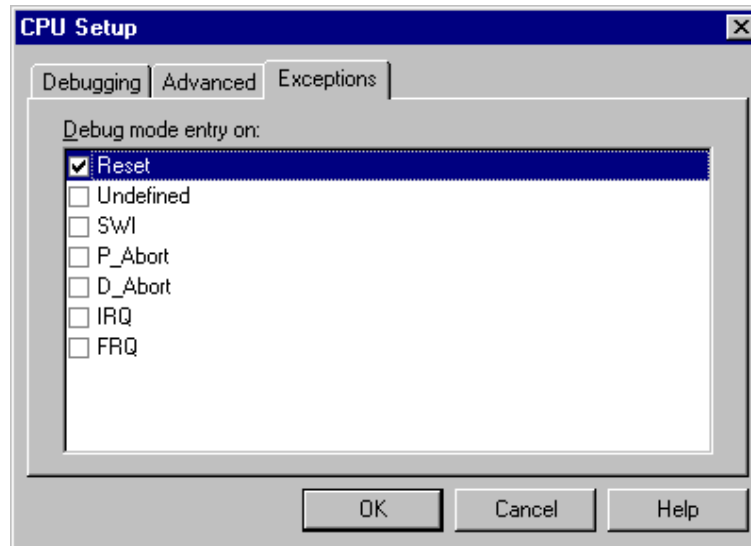 CPU Setup
Debugging Advanced Exceptions
Debug mode entry on:
Reset
Undefined
SWI
P_Abort
D_Abort
IRQ
FRQ
OK Cancel Help